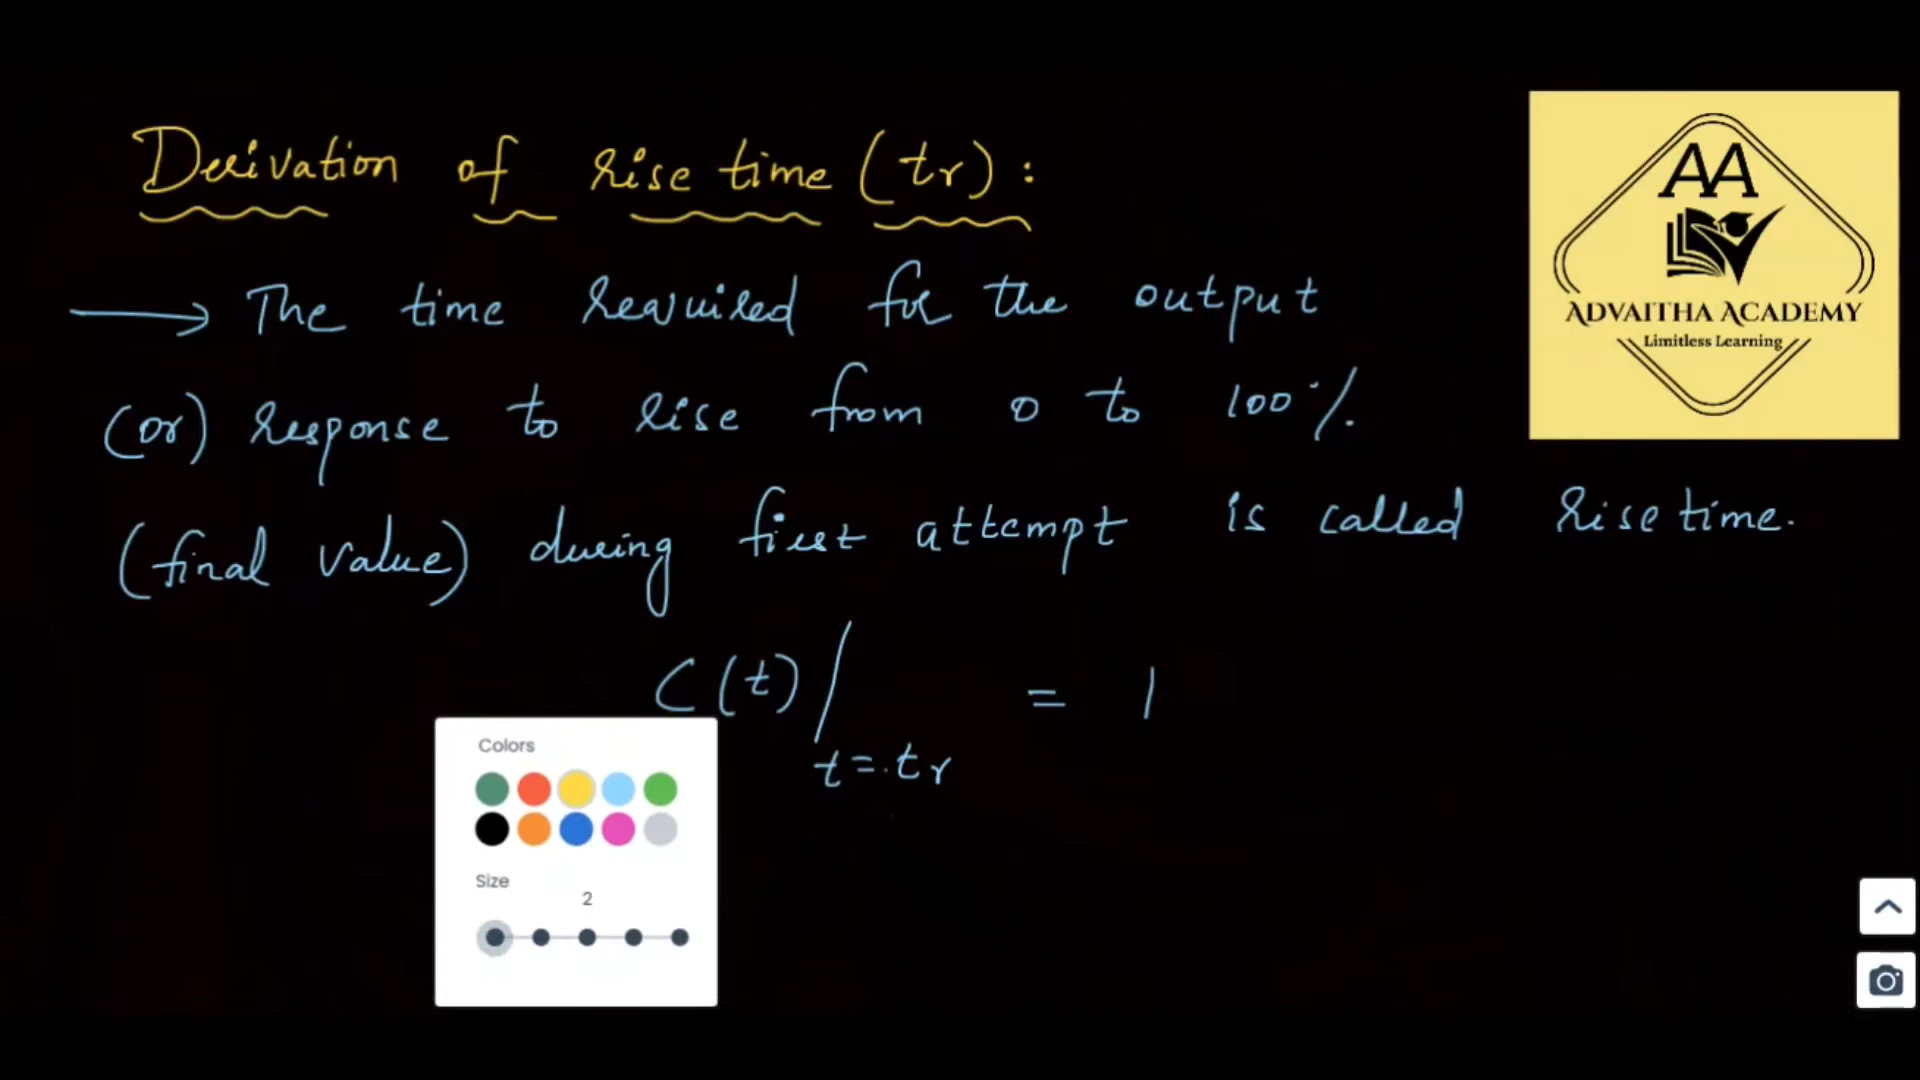 Derivation of rise time (tr) :
AA
ADVAITHA ACADEMY
Limitless Learning
→ The time required for the output
(or) response to rise from 0 to 100%.
(final value) during first attempt is called rise time.
C(t)/ t=tr = 1
Colors
Size
2